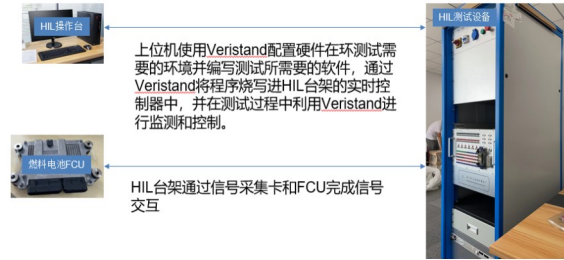 HIL操作台
HIL测试设备
上位机使用Veristand配置硬件在环测试需
要的环境并编写测试所需要的软件，通过
Veristand将程序烧写进HIL台架的实时控
制器中，并在测试过程中利用Veristand进
行监测和控制。
燃料电池FCU
HIL台架通过信号采集卡和FCU完成信号
交互